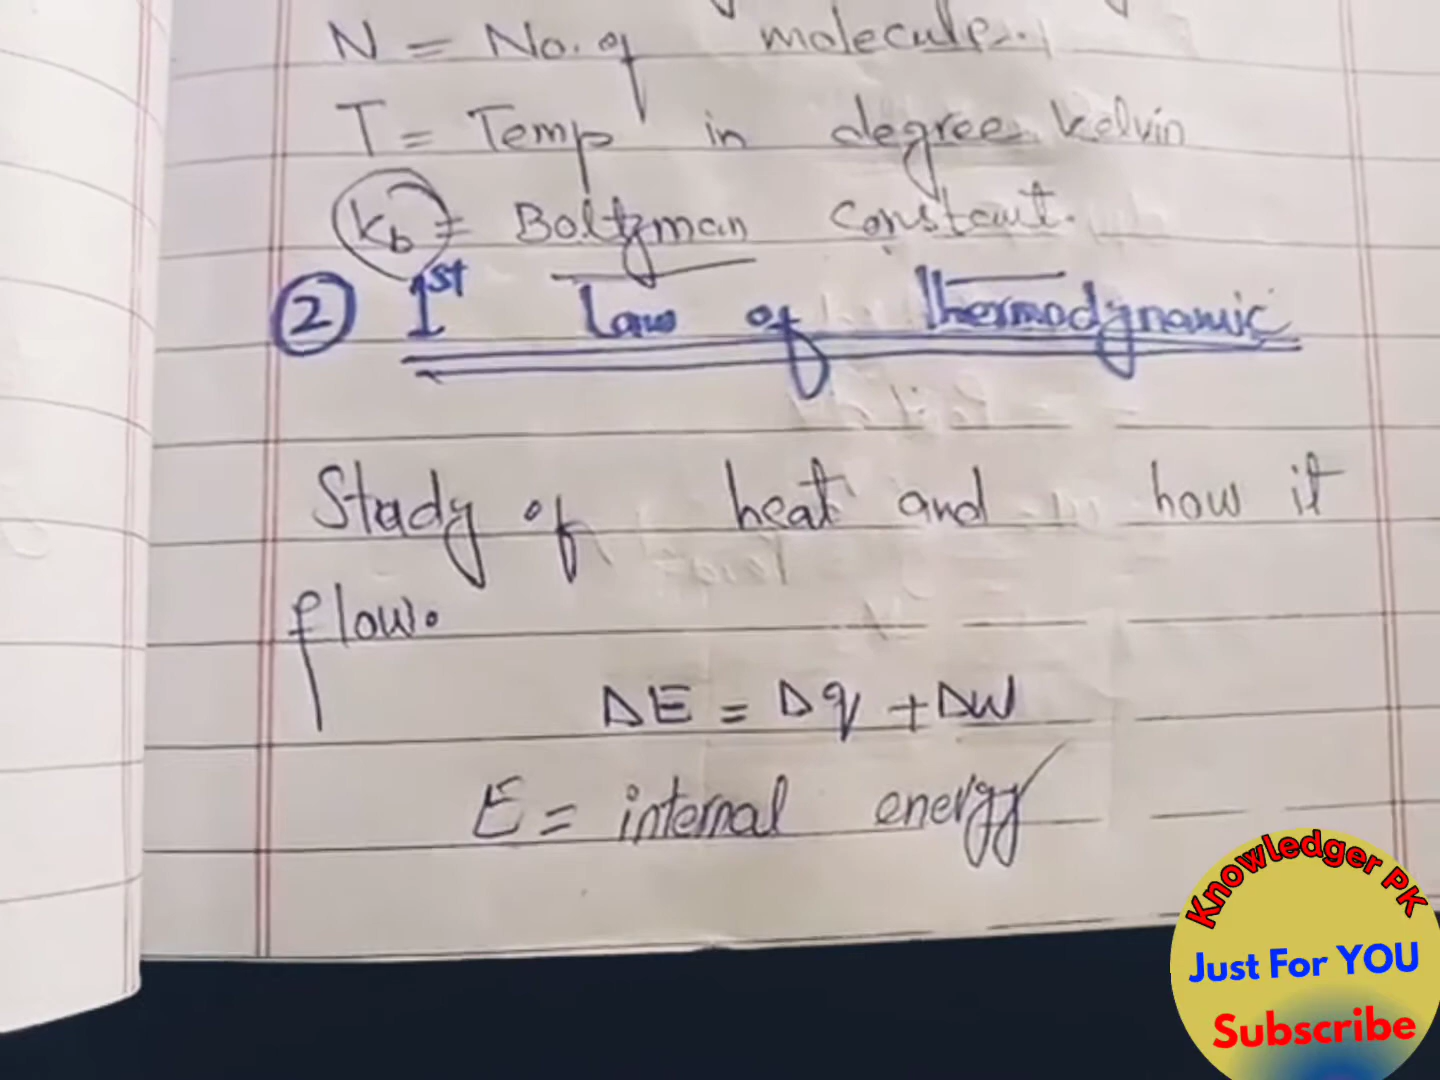 N = No. of molecule.
T = Temp in degree kelvin
Kb = Boltzman constant.
② 1st law of thermodynamic
Study of heat and how it
flow.
ΔE = Δq + ΔW
E = internal energy
Knowledger PK
Just For YOU
Subscribe